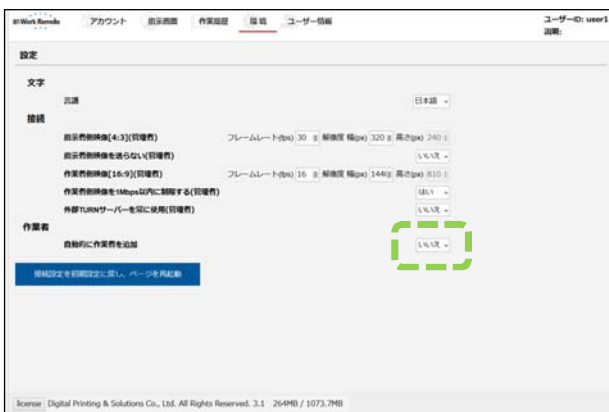 BIWork Remote アカウント 指示画面 作業履歴 環境 ユーザー情報 ユーザーID: user1
説明:
設定
文字
言語 日本語
接続
指示者側映像[4:3](管理者) フレームレート(fps) 30 解像度 幅(px) 320 高さ(px) 240
指示者側映像を送らない(管理者) いいえ
作業者側映像[16:9](管理者) フレームレート(fps) 16 解像度 幅(px) 1440 高さ(px) 810
作業者側映像を1Mbps以内に制限する(管理者) はい
外部TURNサーバーを常に使用(管理者) いいえ
作業者
自動的に作業者を追加 いいえ
接続設定を初期設定に戻し、ページを再起動
license Digital Printing & Solutions Co., Ltd. All Rights Reserved. 3.1 264MB / 1073.7MB